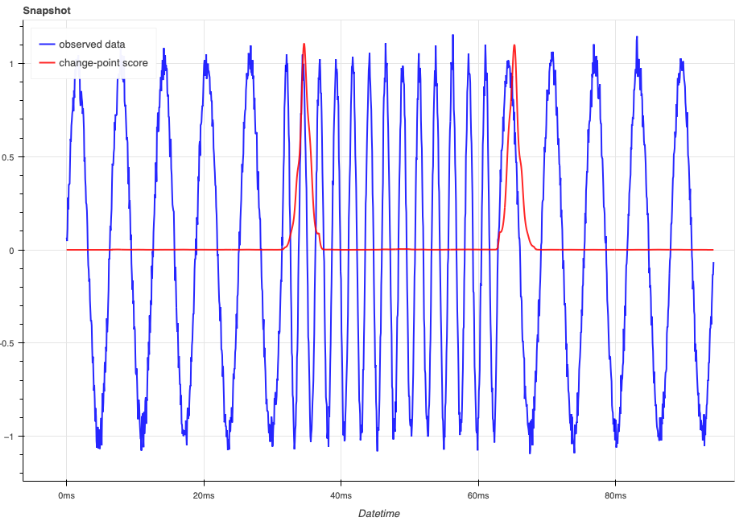 Snapshot
observed data
change-point score
1
0.5
0
-0.5
-1
0ms 20ms 40ms 60ms 80ms
Datetime